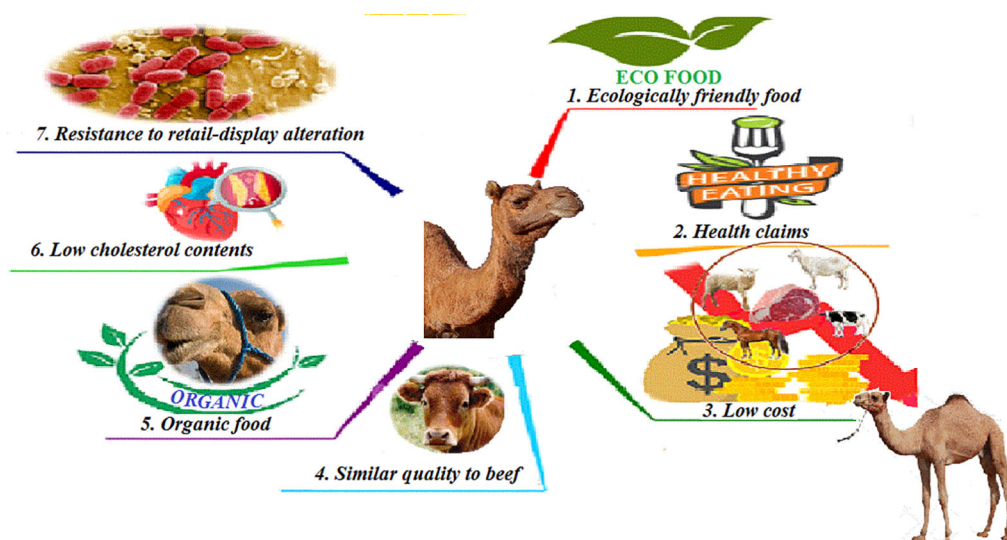 ECO FOOD
1. Ecologically friendly food
HEALTHY
EATING
2. Health claims
$
3. Low cost
4. Similar quality to beef
ORGANIC
5. Organic food
6. Low cholesterol contents
7. Resistance to retail-display alteration